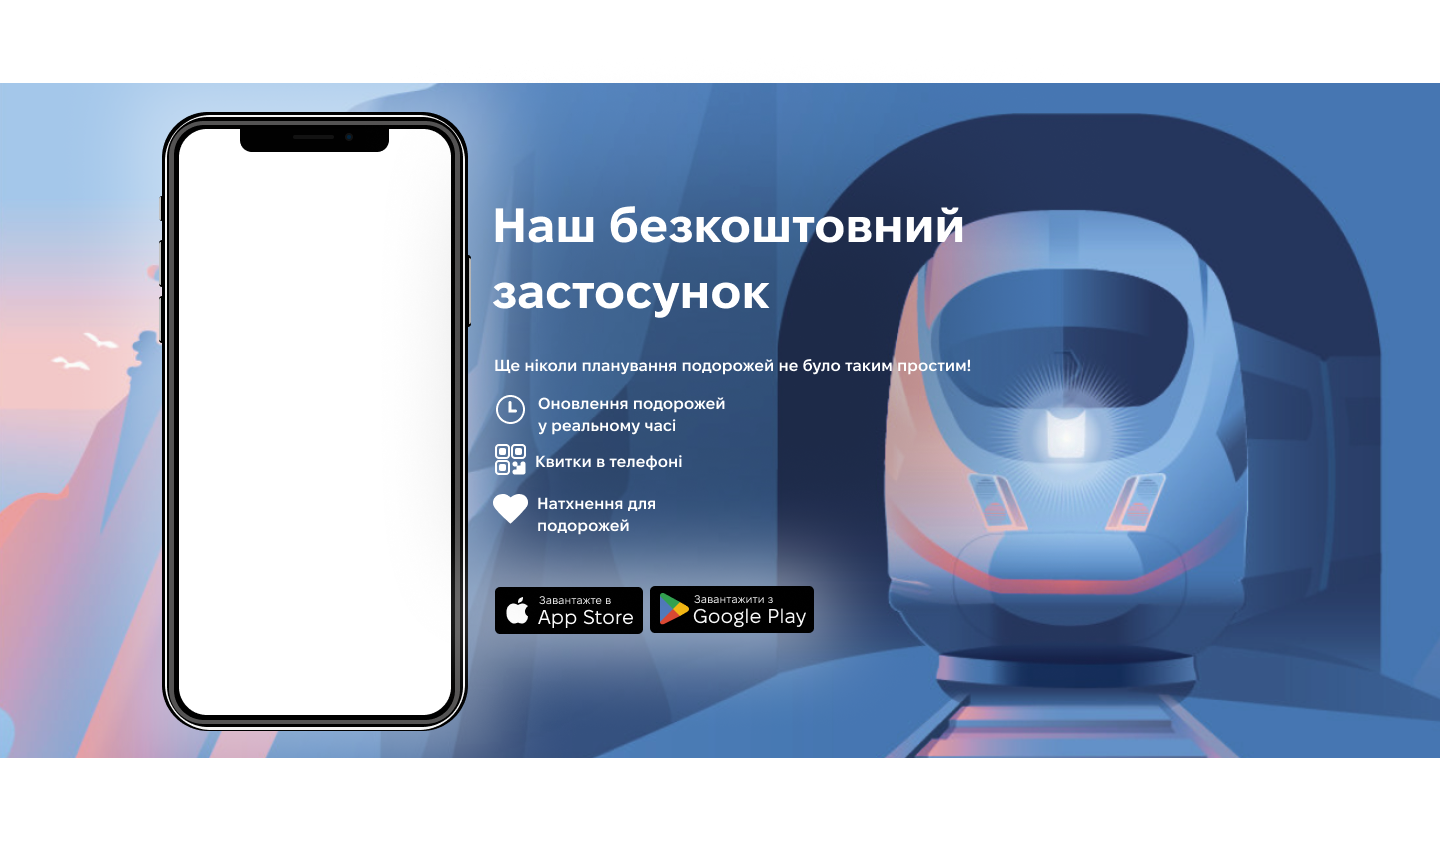 Наш безкоштовний
застосунок
Ще ніколи планування подорожей не було таким простим!
Оновлення подорожей
у реальному часі
Квитки в телефоні
Натхнення для
подорожей
Завантажте в
App Store
Завантажити з
Google Play